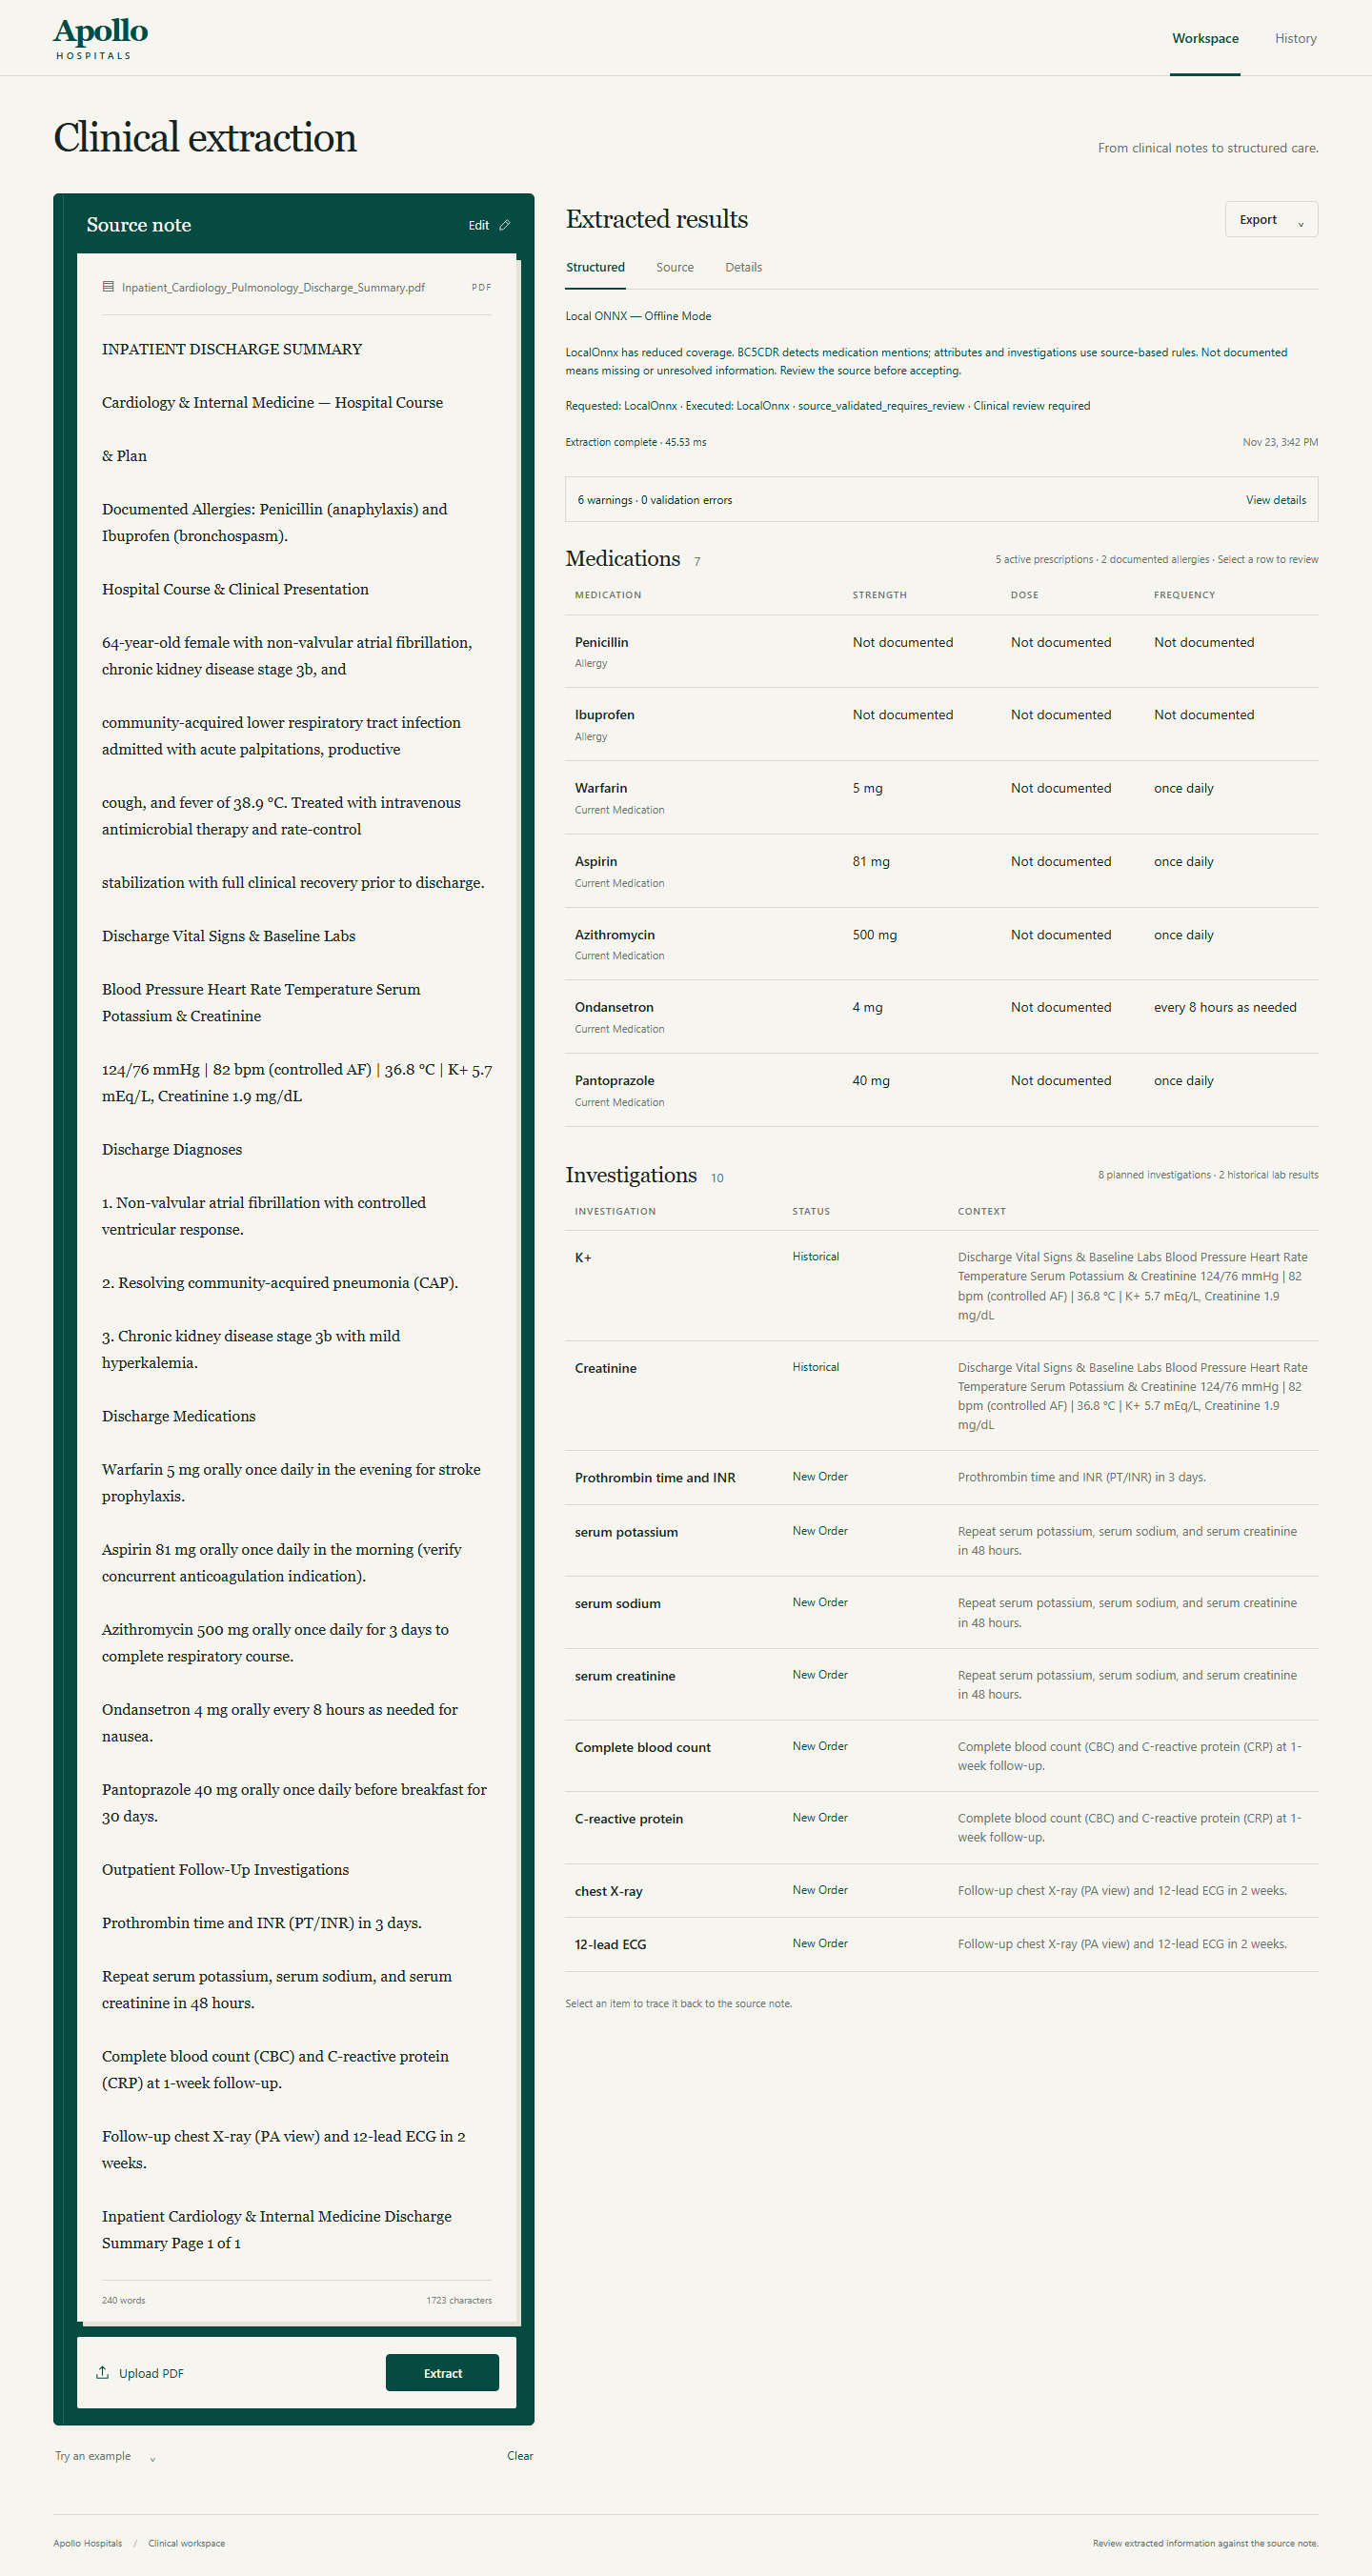 Apollo
HOSPITALS
Workspace
History
Clinical extraction
From clinical notes to structured care.
Source note
Edit
Inpatient_Cardiology_Pulmonology_Discharge_Summary.pdf
PDF
INPATIENT DISCHARGE SUMMARY
Cardiology & Internal Medicine — Hospital Course
& Plan
Documented Allergies: Penicillin (anaphylaxis) and
Ibuprofen (bronchospasm).
Hospital Course & Clinical Presentation
64-year-old female with non-valvular atrial fibrillation,
chronic kidney disease stage 3b, and
community-acquired lower respiratory tract infection
admitted with acute palpitations, productive
cough, and fever of 38.9 °C. Treated with intravenous
antimicrobial therapy and rate-control
stabilization with full clinical recovery prior to discharge.
Discharge Vital Signs & Baseline Labs
Blood Pressure Heart Rate Temperature Serum
Potassium & Creatinine
124/76 mmHg | 82 bpm (controlled AF) | 36.8 °C | K+ 5.7
mEq/L, Creatinine 1.9 mg/dL
Discharge Diagnoses
1. Non-valvular atrial fibrillation with controlled
ventricular response.
2. Resolving community-acquired pneumonia (CAP).
3. Chronic kidney disease stage 3b with mild
hyperkalemia.
Discharge Medications
Warfarin 5 mg orally once daily in the evening for stroke
prophylaxis.
Aspirin 81 mg orally once daily in the morning (verify
concurrent anticoagulation indication).
Azithromycin 500 mg orally once daily for 3 days to
complete respiratory course.
Ondansetron 4 mg orally every 8 hours as needed for
nausea.
Pantoprazole 40 mg orally once daily before breakfast for
30 days.
Outpatient Follow-Up Investigations
Prothrombin time and INR (PT/INR) in 3 days.
Repeat serum potassium, serum sodium, and serum
creatinine in 48 hours.
Complete blood count (CBC) and C-reactive protein
(CRP) at 1-week follow-up.
Follow-up chest X-ray (PA view) and 12-lead ECG in 2
weeks.
Inpatient Cardiology & Internal Medicine Discharge
Summary Page 1 of 1
240 words
1723 characters
Upload PDF
Extract
Try an example
Clear
Extracted results
Export
Structured
Source
Details
Local ONNX — Offline Mode
LocalOnnx has reduced coverage. BC5CDR detects medication mentions; attributes and investigations use source-based rules. Not documented
means missing or unresolved information. Review the source before accepting.
Requested: LocalOnnx · Executed: LocalOnnx · source_validated_requires_review · Clinical review required
Extraction complete · 45.53 ms
Nov 23, 3:42 PM
6 warnings · 0 validation errors
View details
Medications 7
5 active prescriptions · 2 documented allergies · Select a row to review
MEDICATION STRENGTH DOSE FREQUENCY
Penicillin Not documented Not documented Not documented
Allergy
Ibuprofen Not documented Not documented Not documented
Allergy
Warfarin 5 mg Not documented once daily
Current Medication
Aspirin 81 mg Not documented once daily
Current Medication
Azithromycin 500 mg Not documented once daily
Current Medication
Ondansetron 4 mg Not documented every 8 hours as needed
Current Medication
Pantoprazole 40 mg Not documented once daily
Current Medication
Investigations 10
8 planned investigations · 2 historical lab results
INVESTIGATION STATUS CONTEXT
K+ Historical Discharge Vital Signs & Baseline Labs Blood Pressure Heart Rate
Temperature Serum Potassium & Creatinine 124/76 mmHg | 82
bpm (controlled AF) | 36.8 °C | K+ 5.7 mEq/L, Creatinine 1.9
mg/dL
Creatinine Historical Discharge Vital Signs & Baseline Labs Blood Pressure Heart Rate
Temperature Serum Potassium & Creatinine 124/76 mmHg | 82
bpm (controlled AF) | 36.8 °C | K+ 5.7 mEq/L, Creatinine 1.9
mg/dL
Prothrombin time and INR New Order Prothrombin time and INR (PT/INR) in 3 days.
serum potassium New Order Repeat serum potassium, serum sodium, and serum creatinine
in 48 hours.
serum sodium New Order Repeat serum potassium, serum sodium, and serum creatinine
in 48 hours.
serum creatinine New Order Repeat serum potassium, serum sodium, and serum creatinine
in 48 hours.
Complete blood count New Order Complete blood count (CBC) and C-reactive protein (CRP) at 1-
week follow-up.
C-reactive protein New Order Complete blood count (CBC) and C-reactive protein (CRP) at 1-
week follow-up.
chest X-ray New Order Follow-up chest X-ray (PA view) and 12-lead ECG in 2 weeks.
12-lead ECG New Order Follow-up chest X-ray (PA view) and 12-lead ECG in 2 weeks.
Select an item to trace it back to the source note.
Apollo Hospitals / Clinical workspace
Review extracted information against the source note.